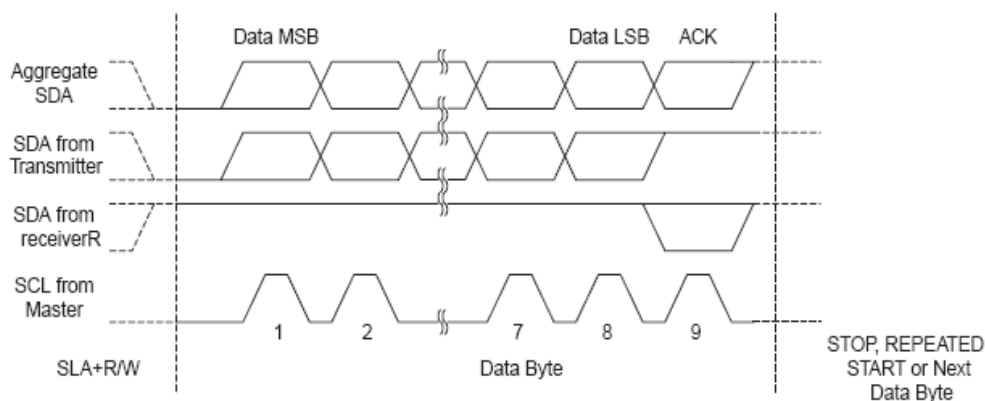 Data MSB
Data LSB
ACK
Aggregate
SDA
SDA from
Transmitter
SDA from
receiverR
SCL from
Master
1
2
7
8
9
SLA+R/W
Data Byte
STOP, REPEATED
START or Next
Data Byte